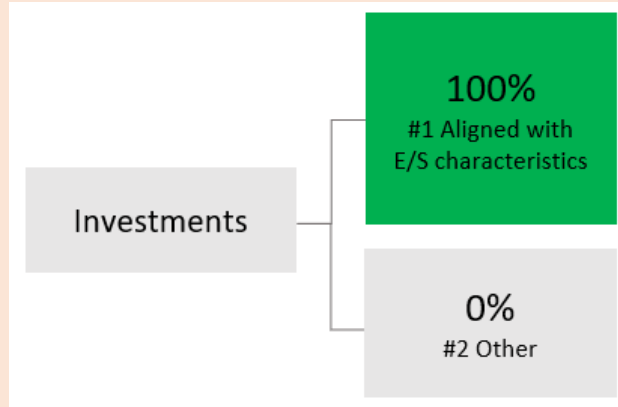 100%
#1 Aligned with
E/S characteristics
Investments
0%
#2 Other